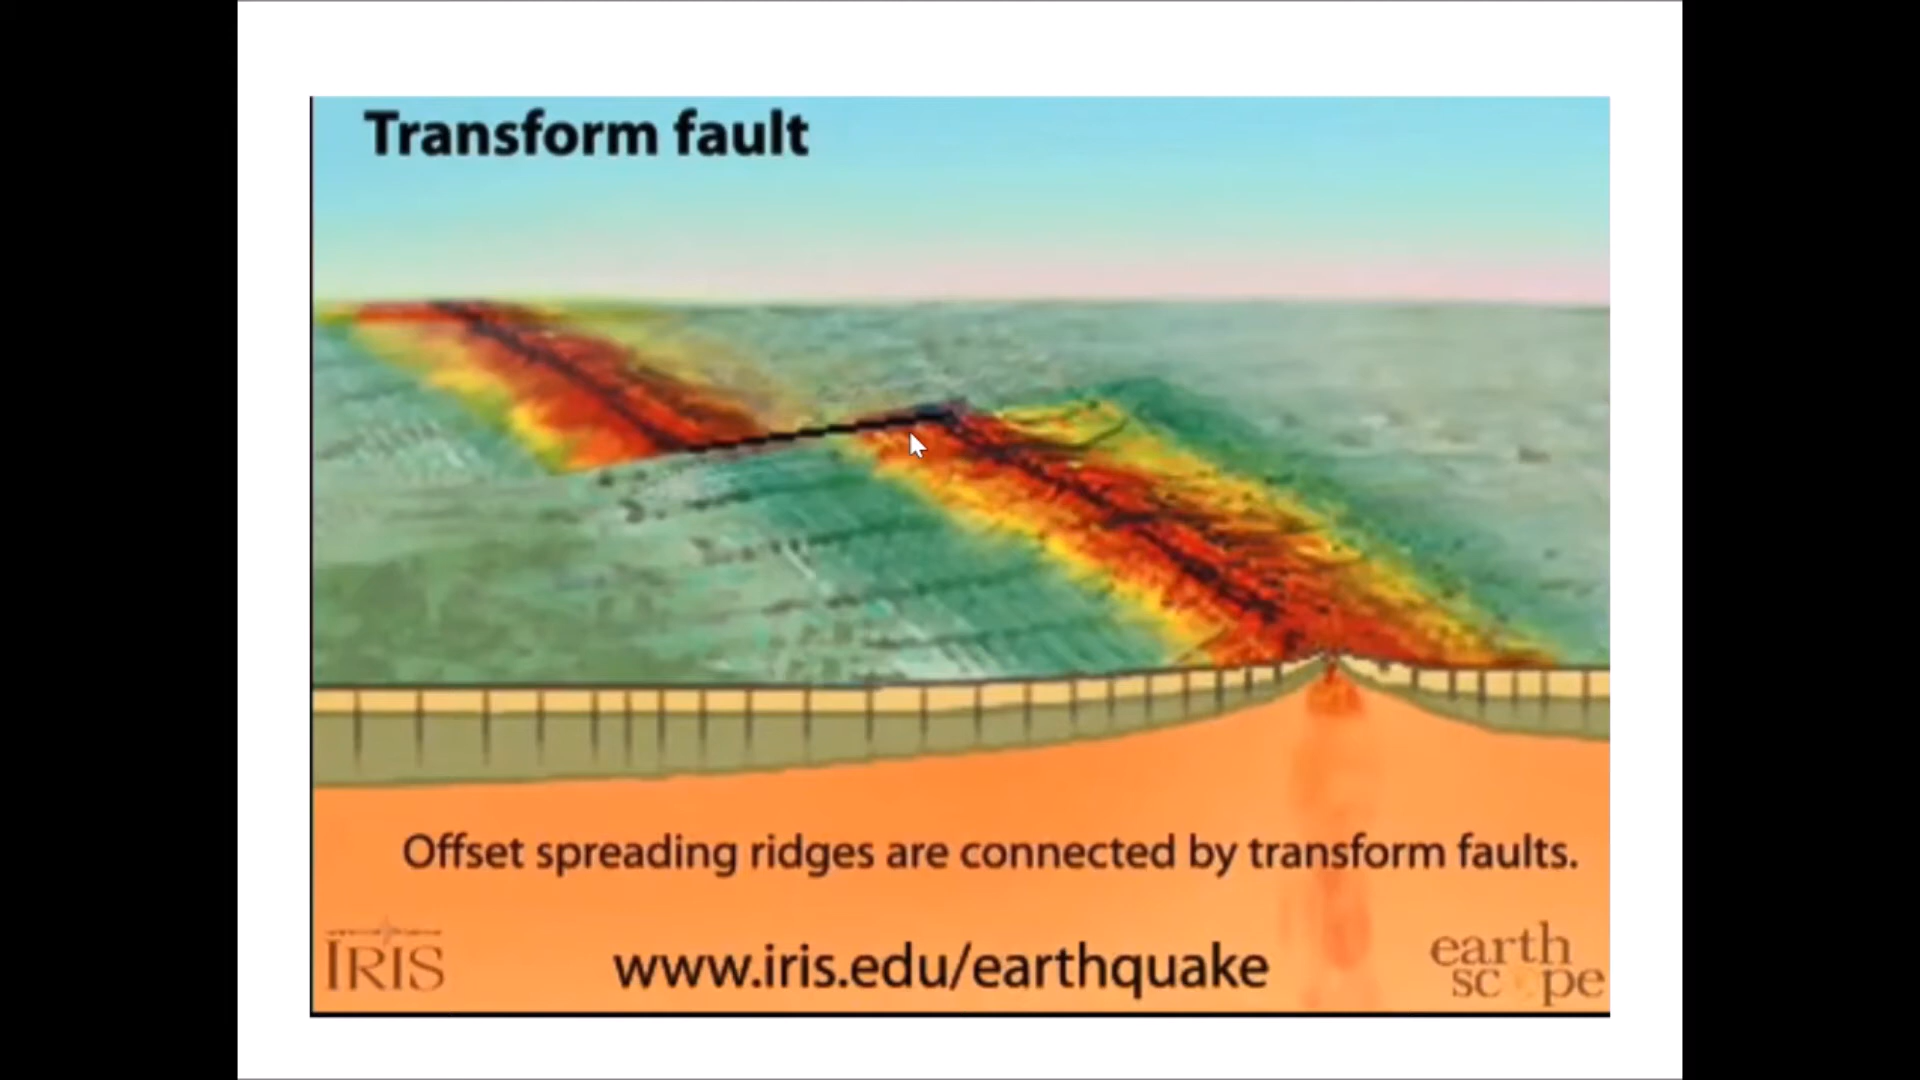 Transform fault
Offset spreading ridges are connected by transform faults.
IRIS
www.iris.edu/earthquake
earth
scope